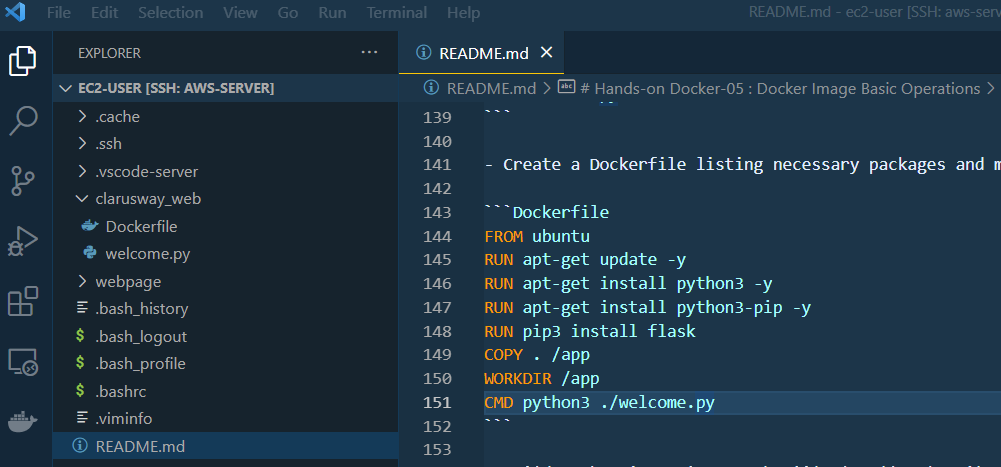 File Edit Selection View Go Run Terminal Help
README.md - ec2-user [SSH: aws-serv
EXPLORER ...
EC2-USER [SSH: AWS-SERVER]
.cache
.ssh
.vscode-server
clarusway_web
Dockerfile
welcome.py
webpage
.bash_history
.bash_logout
.bash_profile
.bashrc
.viminfo
README.md
README.md
README.md > # Hands-on Docker-05 : Docker Image Basic Operations >
139 ```
140
141 - Create a Dockerfile listing necessary packages and m
142
143 ```Dockerfile
144 FROM ubuntu
145 RUN apt-get update -y
146 RUN apt-get install python3 -y
147 RUN apt-get install python3-pip -y
148 RUN pip3 install flask
149 COPY . /app
150 WORKDIR /app
151 CMD python3 ./welcome.py
152 ```
153